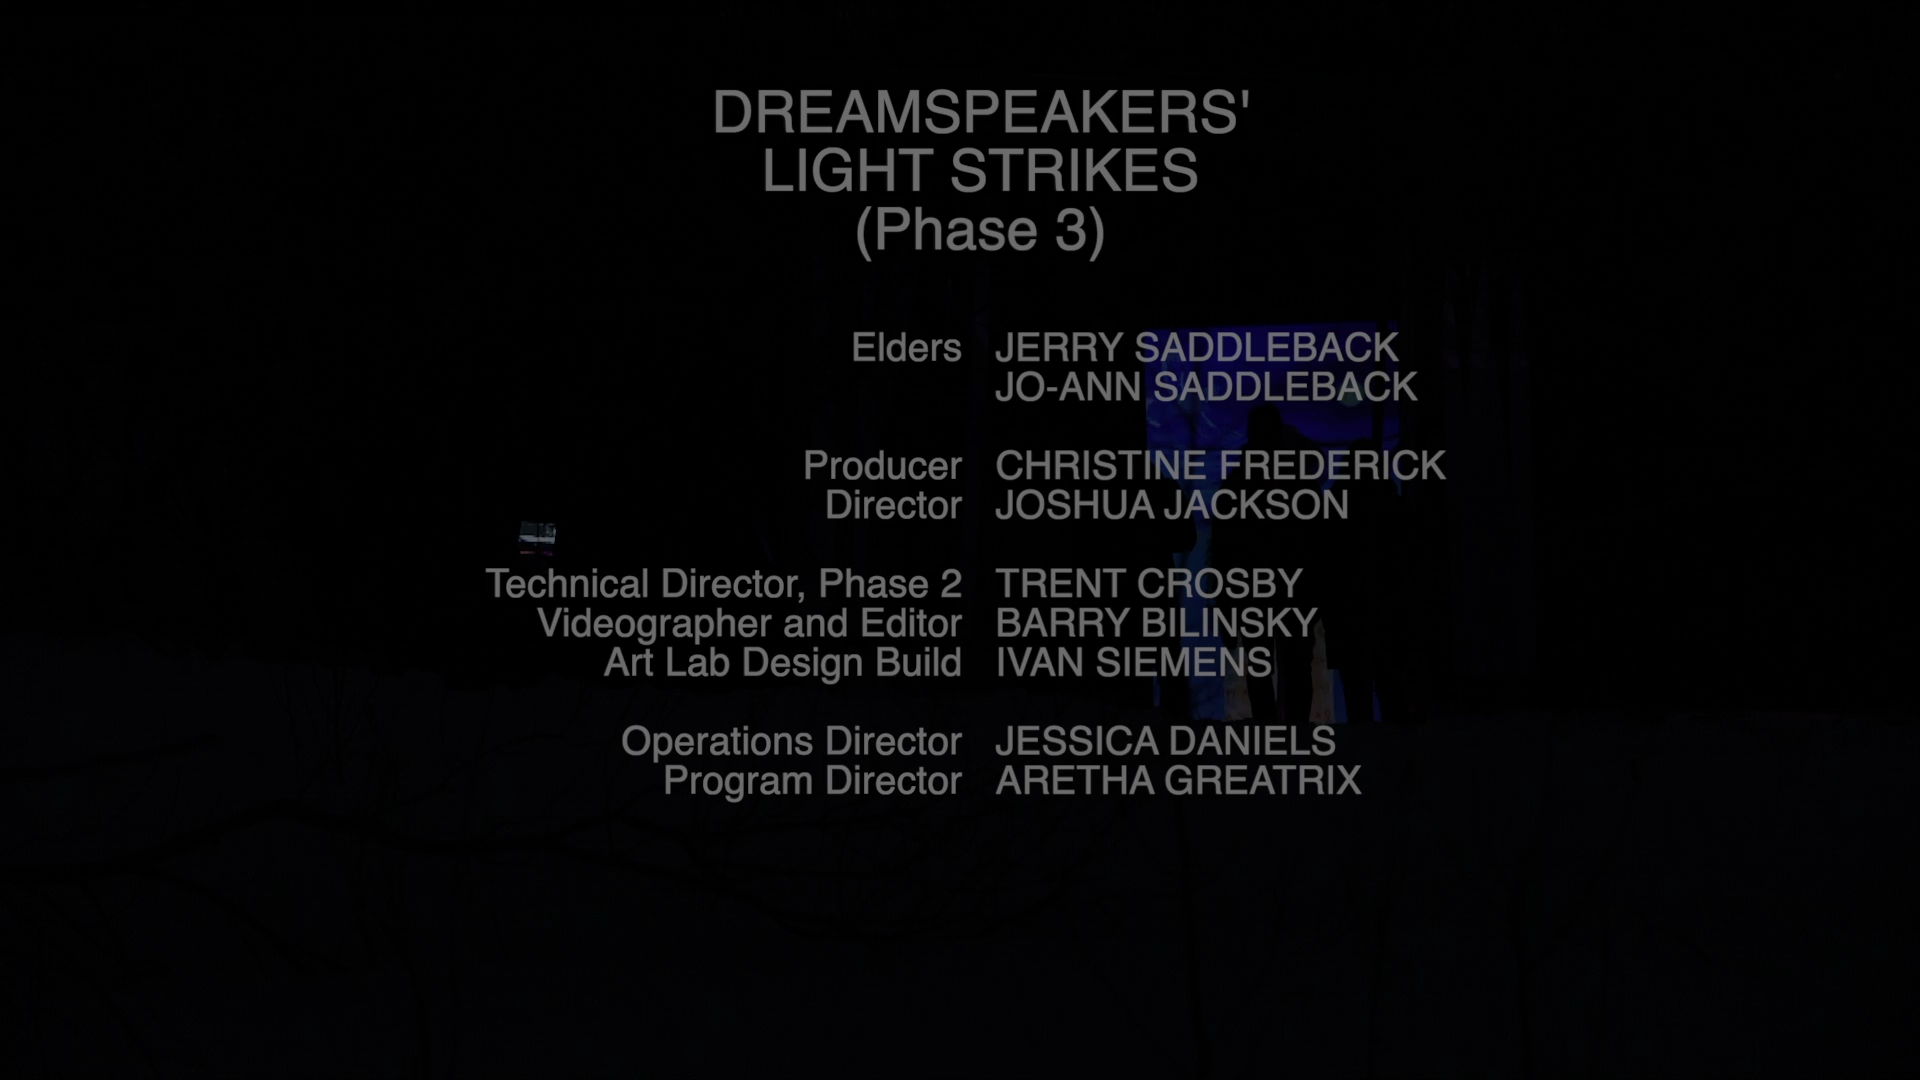 DREAMSPEAKERS'
LIGHT STRIKES
(Phase 3)
Elders JERRY SADDLEBACK
JO-ANN SADDLEBACK
Producer CHRISTINE FREDERICK
Director JOSHUA JACKSON
Technical Director, Phase 2 TRENT CROSBY
Videographer and Editor BARRY BILINSKY
Art Lab Design Build IVAN SIEMENS
Operations Director JESSICA DANIELS
Program Director ARETHA GREATRIX